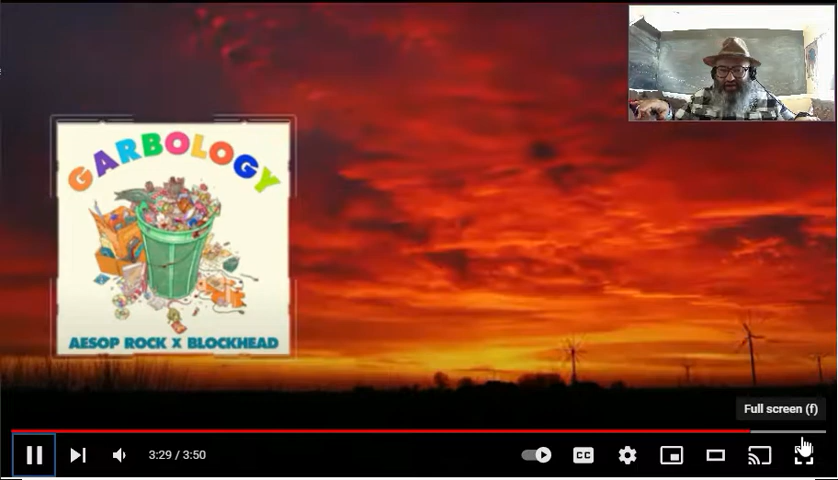 GARBOLOGY
AESOP ROCK X BLOCKHEAD
Full screen (f)
3:29 / 3:50
CC